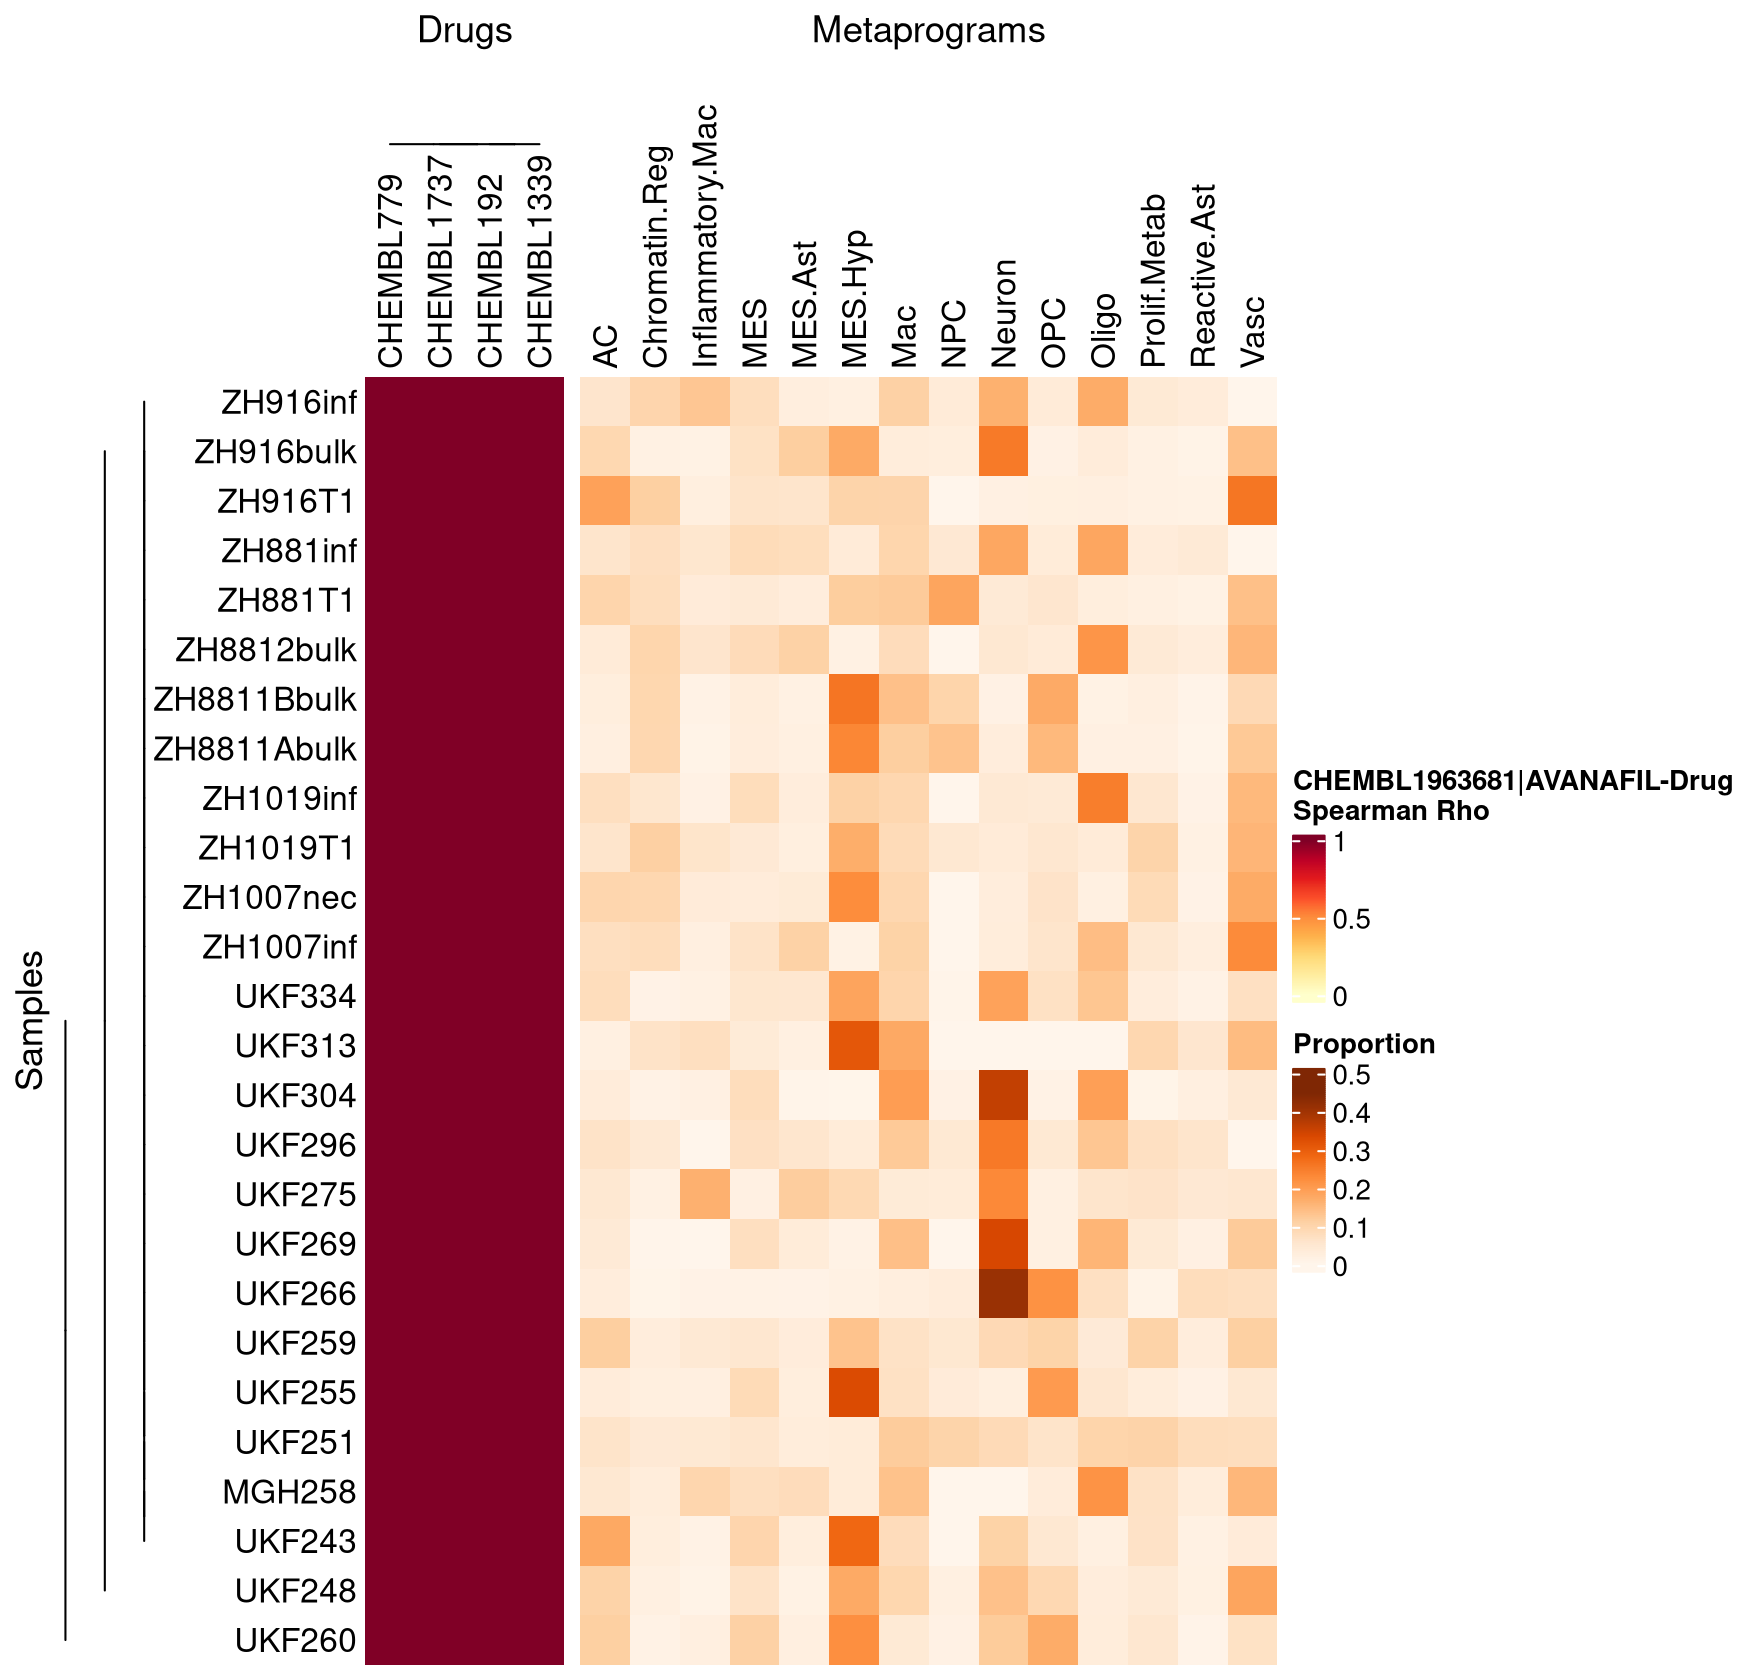 Drugs
Metaprograms
CHEMBL779
CHEMBL1737
CHEMBL192
CHEMBL1339
AC
Chromatin.Reg
Inflammatory.Mac
MES
MES.Ast
MES.Hyp
Mac
NPC
Neuron
OPC
Oligo
Prolif.Metab
Reactive.Ast
Vasc
Samples
ZH916inf
ZH916bulk
ZH916T1
ZH881inf
ZH881T1
ZH8812bulk
ZH8811Bbulk
ZH8811Abulk
ZH1019inf
ZH1019T1
ZH1007nec
ZH1007inf
UKF334
UKF313
UKF304
UKF296
UKF275
UKF269
UKF266
UKF259
UKF255
UKF251
MGH258
UKF243
UKF248
UKF260
CHEMBL1963681|AVANAFIL-Drug
Spearman Rho
1
0.5
0
Proportion
0.5
0.4
0.3
0.2
0.1
0